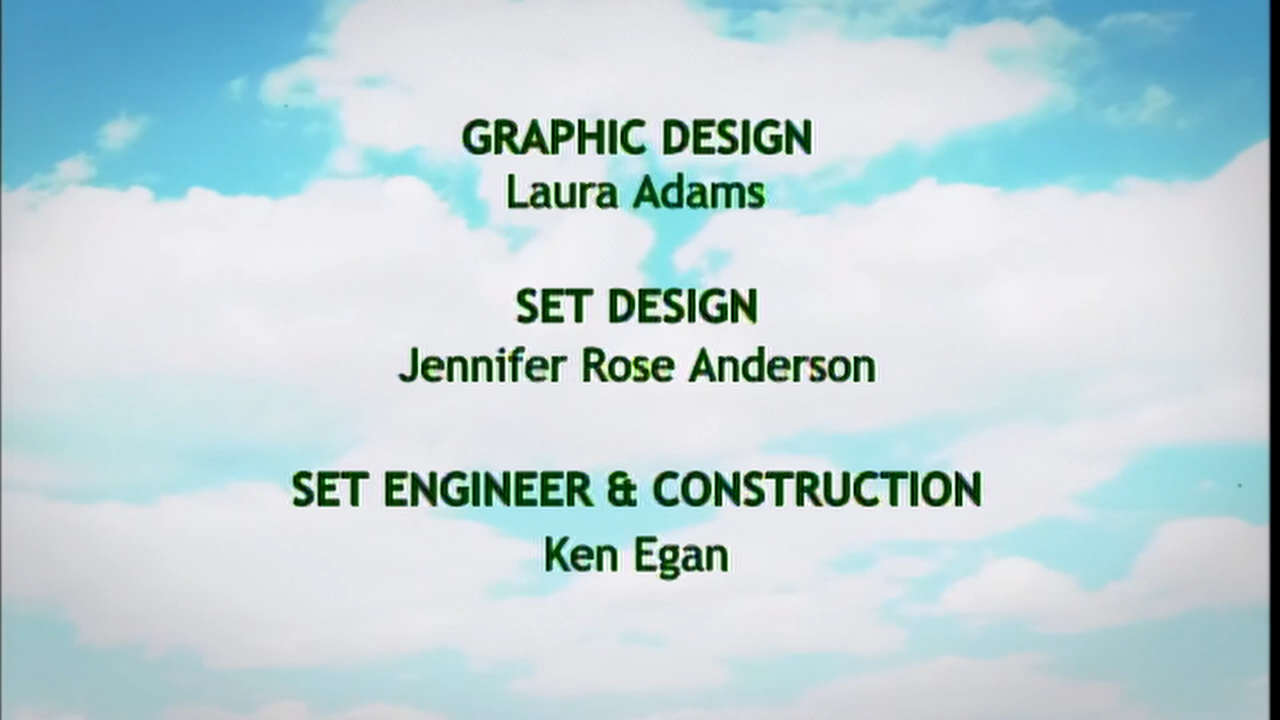 GRAPHIC DESIGN
Laura Adams
SET DESIGN
Jennifer Rose Anderson
SET ENGINEER & CONSTRUCTION
Ken Egan